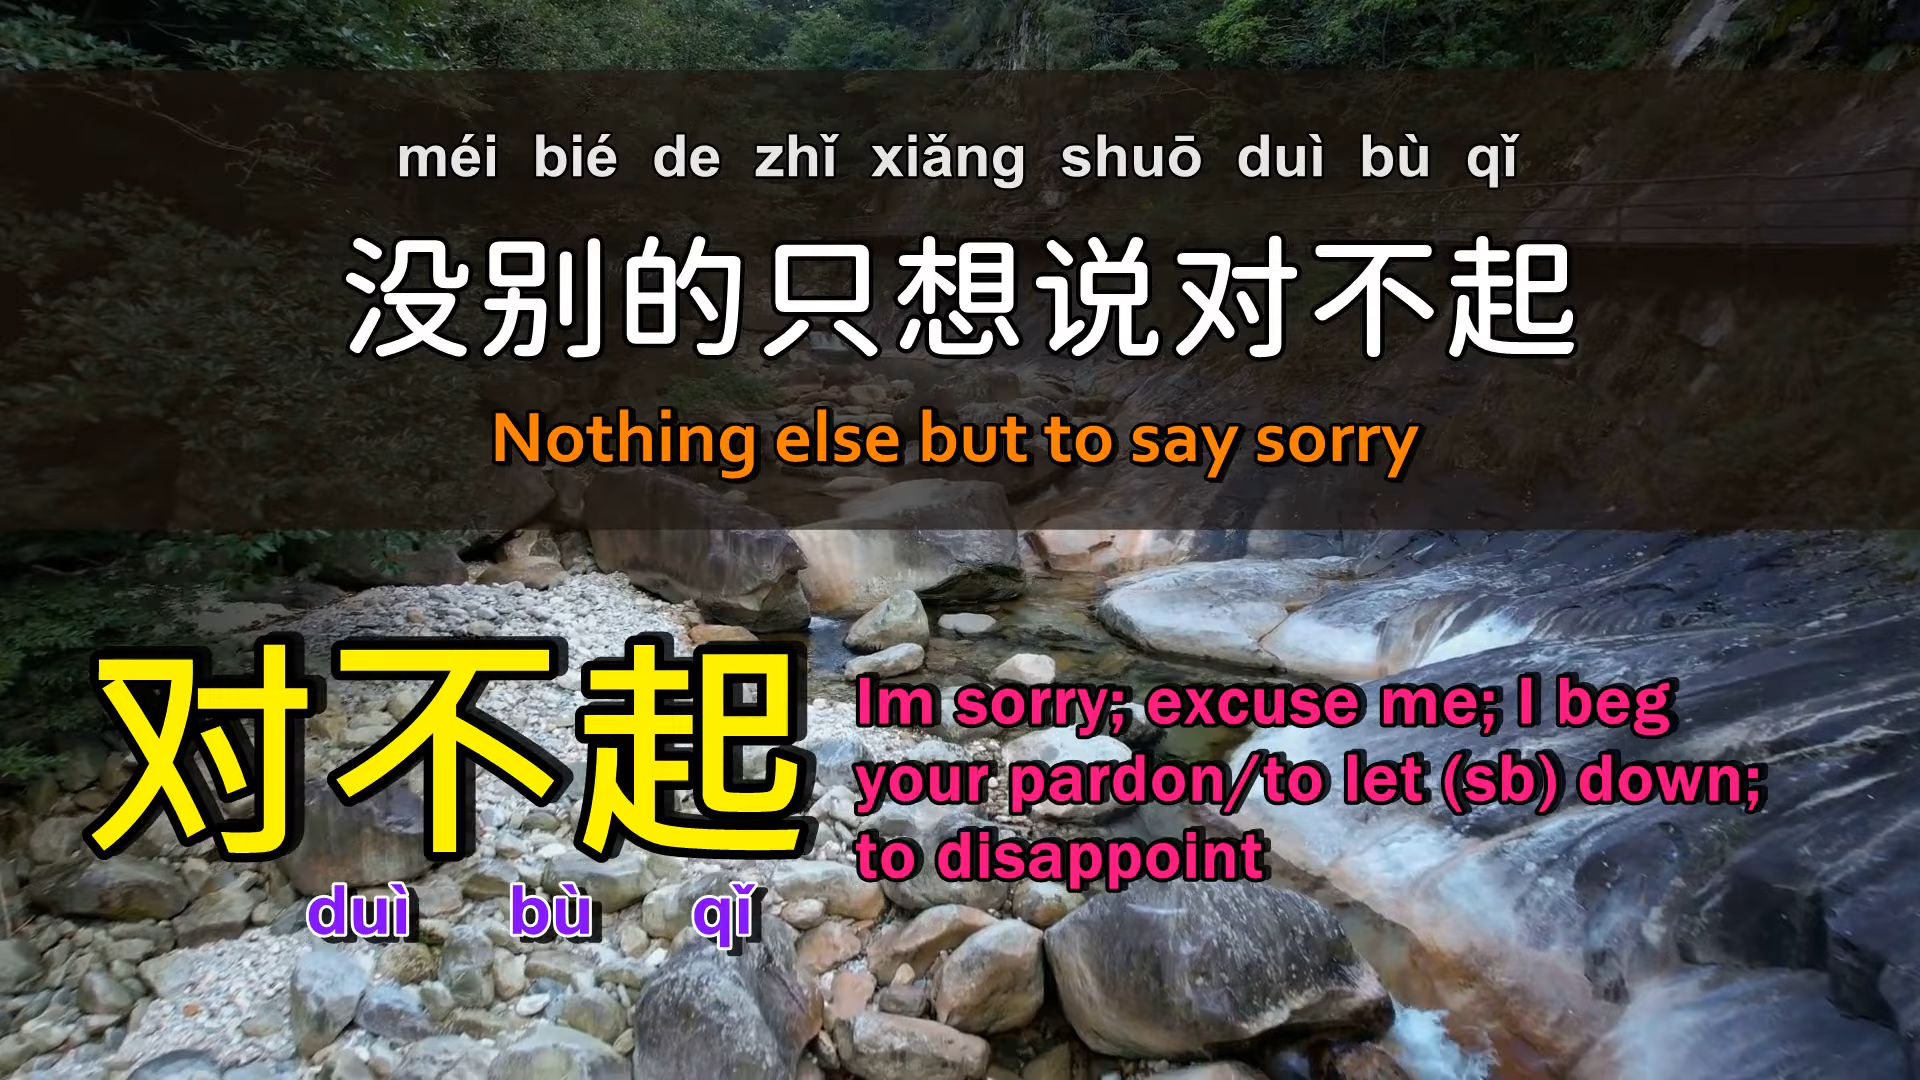 méi bié de zhǐ xiǎng shuō duì bù qǐ
没别的只想说对不起
Nothing else but to say sorry
对不起
duì bù qǐ
Im sorry; excuse me; I beg
your pardon/to let (sb) down;
to disappoint